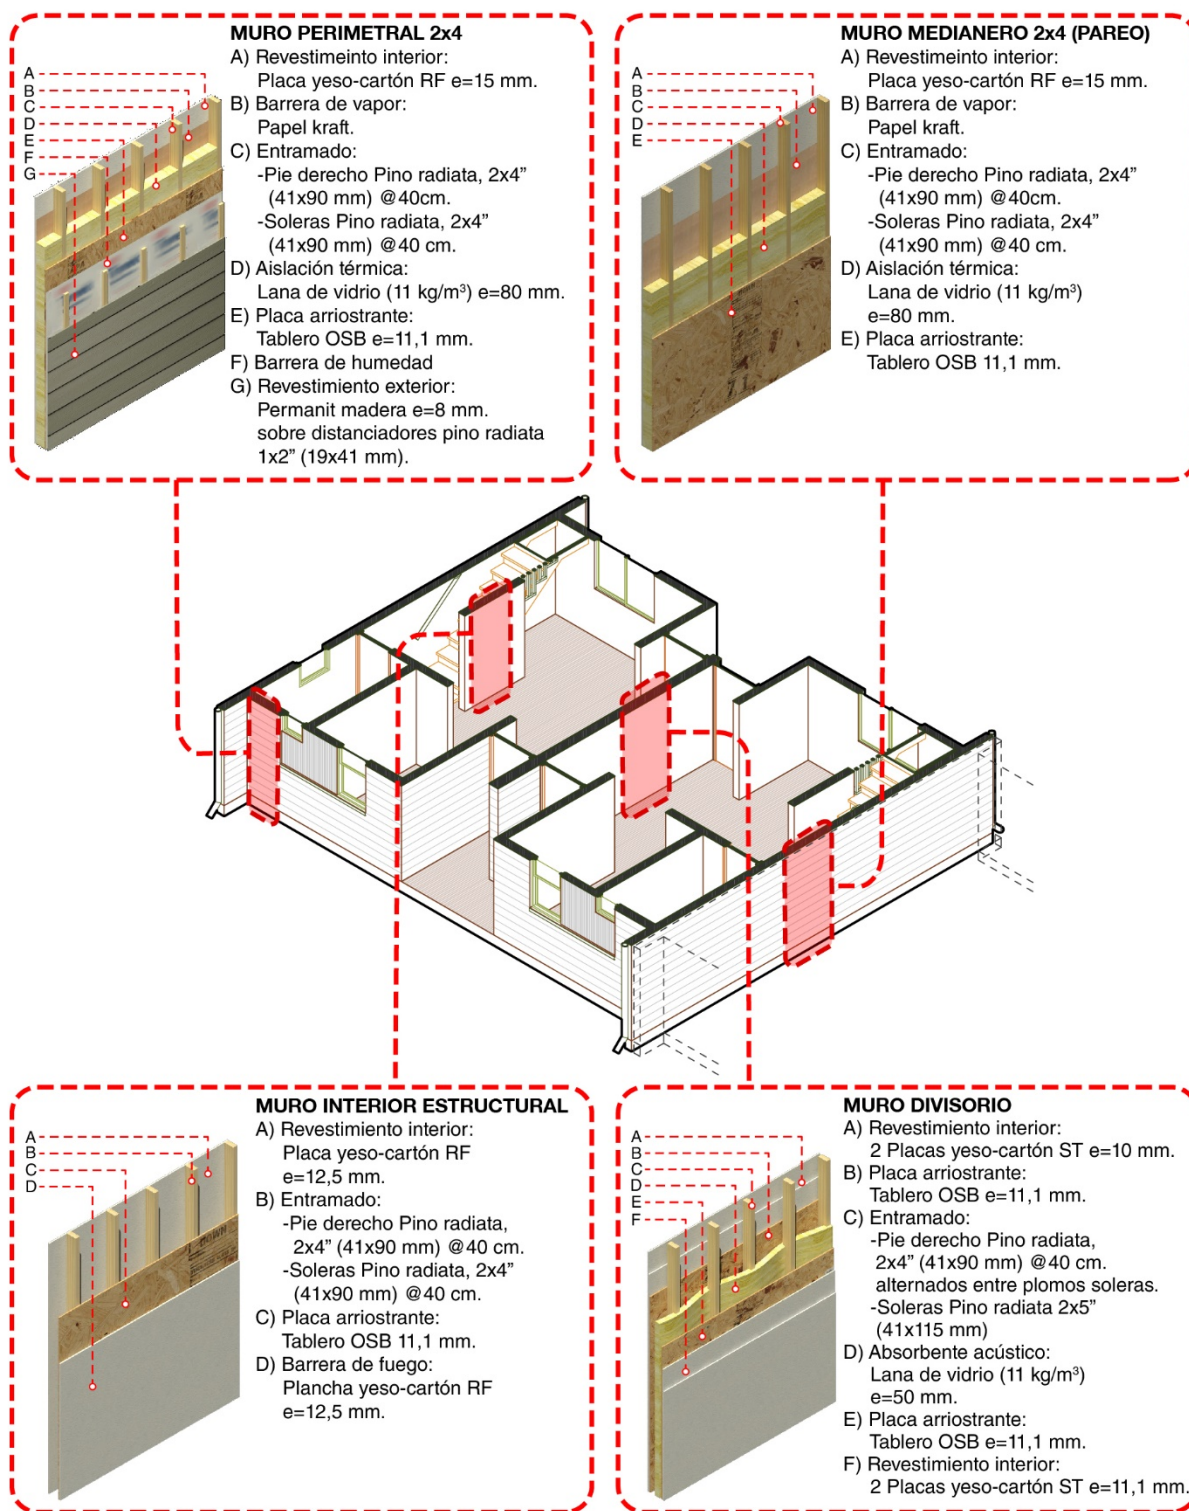 MURO PERIMETRAL 2x4
A
B
C
D
E
F
G
A) Revestimeinto interior:
Placa yeso-cartón RF e=15 mm.
B) Barrera de vapor:
Papel kraft.
C) Entramado:
-Pie derecho Pino radiata, 2x4”
(41x90 mm) @40cm.
-Soleras Pino radiata, 2x4”
(41x90 mm) @40 cm.
D) Aislación térmica:
Lana de vidrio (11 kg/m³) e=80 mm.
E) Placa arriostrante:
Tablero OSB e=11,1 mm.
F) Barrera de humedad
G) Revestimiento exterior:
Permanit madera e=8 mm.
sobre distanciadores pino radiata
1x2” (19x41 mm).
MURO MEDIANERO 2x4 (PAREO)
A
B
C
D
E
A) Revestimeinto interior:
Placa yeso-cartón RF e=15 mm.
B) Barrera de vapor:
Papel kraft.
C) Entramado:
-Pie derecho Pino radiata, 2x4”
(41x90 mm) @40cm.
-Soleras Pino radiata, 2x4”
(41x90 mm) @40 cm.
D) Aislación térmica:
Lana de vidrio (11 kg/m³)
e=80 mm.
E) Placa arriostrante:
Tablero OSB 11,1 mm.
MURO INTERIOR ESTRUCTURAL
A
B
C
D
A) Revestimiento interior:
Placa yeso-cartón RF
e=12,5 mm.
B) Entramado:
-Pie derecho Pino radiata,
2x4” (41x90 mm) @40 cm.
-Soleras Pino radiata, 2x4”
(41x90 mm) @40 cm.
C) Placa arriostrante:
Tablero OSB 11,1 mm.
D) Barrera de fuego:
Plancha yeso-cartón RF
e=12,5 mm.
MURO DIVISORIO
A
B
C
D
E
F
A) Revestimiento interior:
2 Placas yeso-cartón ST e=10 mm.
B) Placa arriostrante:
Tablero OSB e=11,1 mm.
C) Entramado:
-Pie derecho Pino radiata,
2x4” (41x90 mm) @40 cm.
alternados entre plomos soleras.
-Soleras Pino radiata 2x5”
(41x115 mm)
D) Absorbente acústico:
Lana de vidrio (11 kg/m³)
e=50 mm.
E) Placa arriostrante:
Tablero OSB e=11,1 mm.
F) Revestimiento interior:
2 Placas yeso-cartón ST e=11,1 mm.